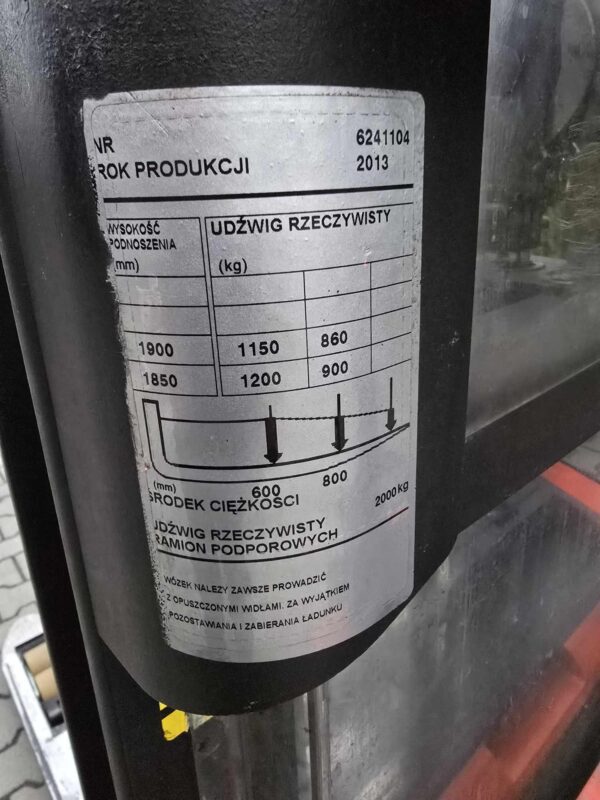 NR 6241104
ROK PRODUKCJI 2013
WYSOKOŚĆ PODNOSZENIA (mm)
UDŹWIG RZECZYWISTY (kg)
1900 1150 860
1850 1200 900
(mm) 600 800
ŚRODEK CIĘŻKOŚCI
2000 kg
UDŹWIG RZECZYWISTY
RAMION PODPOROWYCH
WÓZEK NALEŻY ZAWSZE PROWADZIĆ
Z OPUSZCZONYMI WIDŁAMI, ZA WYJĄTKIEM
POZOSTAWIANIA I ZABIERANIA ŁADUNKU